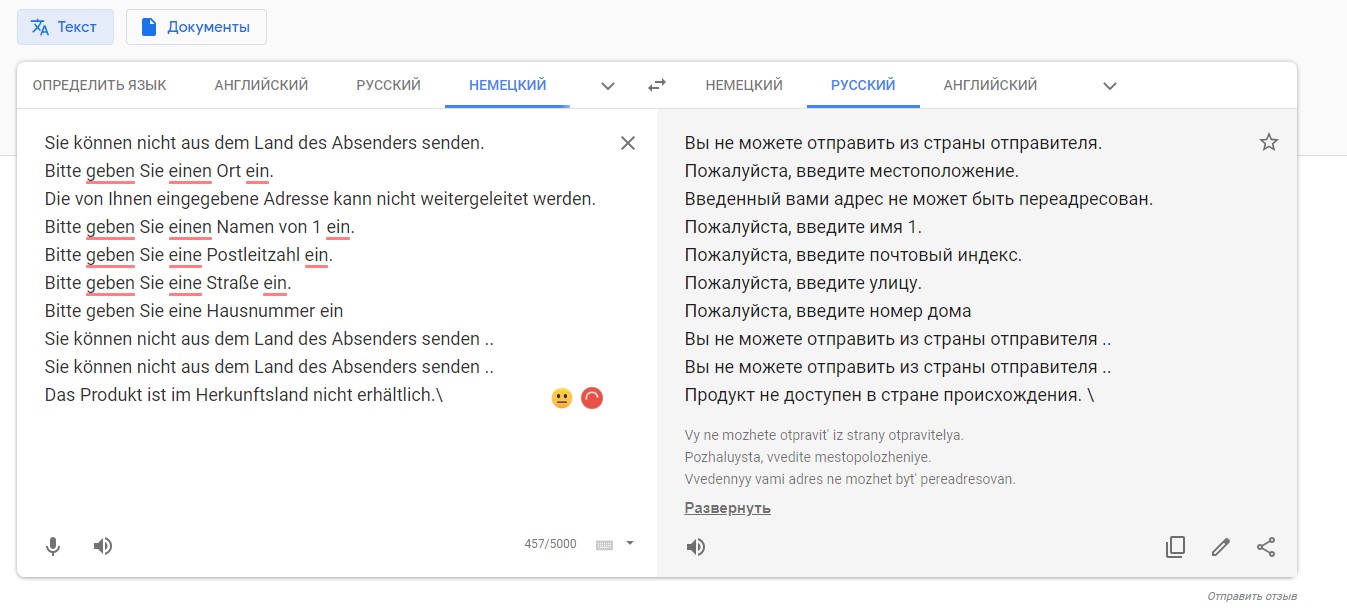 Текст
Документы
ОПРЕДЕЛИТЬ ЯЗЫК АНГЛИЙСКИЙ РУССКИЙ НЕМЕЦКИЙ
НЕМЕЦКИЙ РУССКИЙ АНГЛИЙСКИЙ
Sie können nicht aus dem Land des Absenders senden.
Bitte geben Sie einen Ort ein.
Die von Ihnen eingegebene Adresse kann nicht weitergeleitet werden.
Bitte geben Sie einen Namen von 1 ein.
Bitte geben Sie eine Postleitzahl ein.
Bitte geben Sie eine Straße ein.
Bitte geben Sie eine Hausnummer ein
Sie können nicht aus dem Land des Absenders senden ..
Sie können nicht aus dem Land des Absenders senden ..
Das Produkt ist im Herkunftsland nicht erhältlich.\
457/5000
Вы не можете отправить из страны отправителя.
Пожалуйста, введите местоположение.
Введенный вами адрес не может быть переадресован.
Пожалуйста, введите имя 1.
Пожалуйста, введите почтовый индекс.
Пожалуйста, введите улицу.
Пожалуйста, введите номер дома
Вы не можете отправить из страны отправителя ..
Вы не можете отправить из страны отправителя ..
Продукт не доступен в стране происхождения. \
Vy ne mozhete otpravit' iz strany otpravitelya.
Pozhaluysta, vvedite mestopolozheniye.
Vvedennyy vami adres ne mozhet byt' pereadresovan.
Развернуть
Отправить отзыв